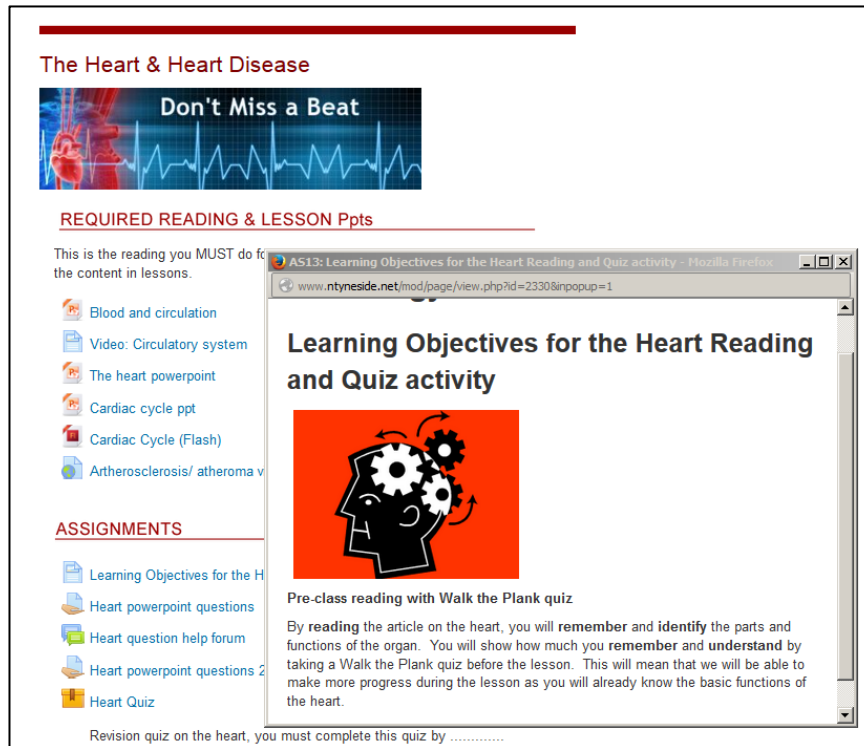 The Heart & Heart Disease
Don't Miss a Beat
REQUIRED READING & LESSON Ppts
This is the reading you MUST do fo
the content in lessons.
Blood and circulation
Video: Circulatory system
The heart powerpoint
Cardiac cycle ppt
Cardiac Cycle (Flash)
Artherosclerosis/ atheroma v
ASSIGNMENTS
Learning Objectives for the H
Heart powerpoint questions
Heart question help forum
Heart powerpoint questions 2
Heart Quiz
Revision quiz on the heart, you must complete this quiz by .............
AS13: Learning Objectives for the Heart Reading and Quiz activity - Mozilla Firefox
www.ntyneside.net/mod/page/view.php?id=2330&inpopup=1
Learning Objectives for the Heart Reading
and Quiz activity
Pre-class reading with Walk the Plank quiz
By reading the article on the heart, you will remember and identify the parts and
functions of the organ. You will show how much you remember and understand by
taking a Walk the Plank quiz before the lesson. This will mean that we will be able to
make more progress during the lesson as you will already know the basic functions of
the heart.